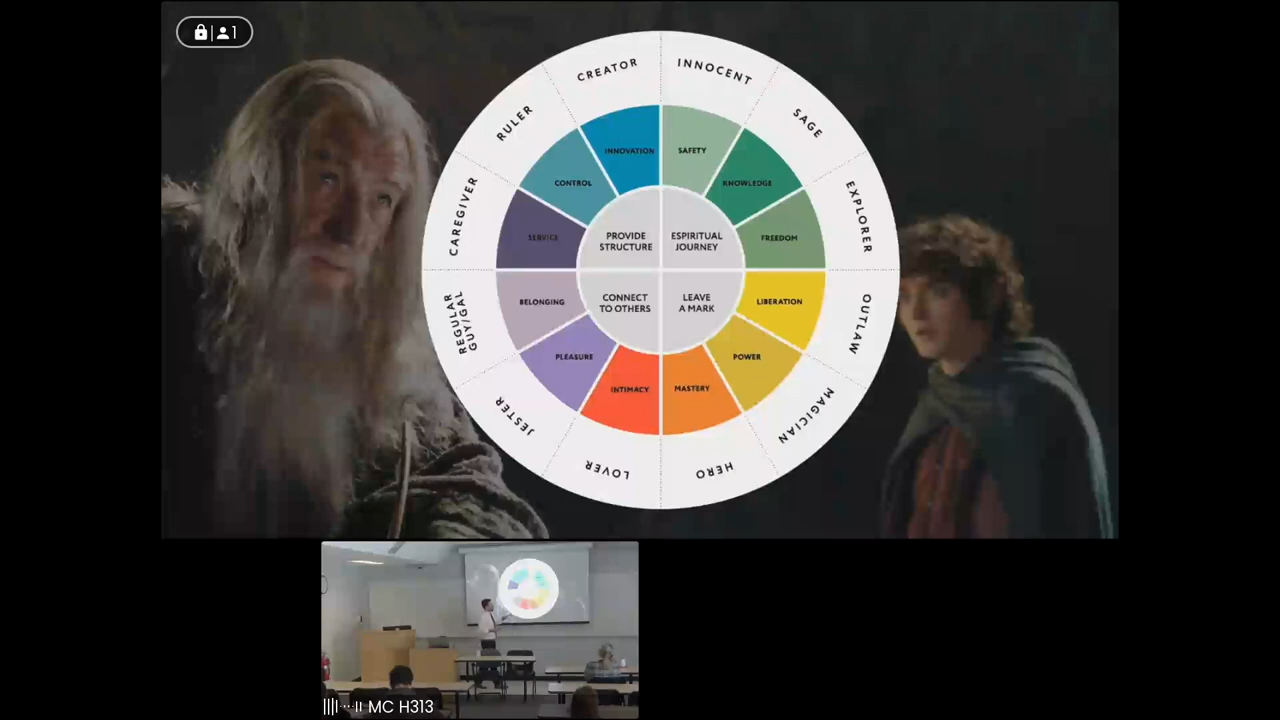 1
CREATOR
INNOCENT
RULER
SAGE
CAREGIVER
EXPLORER
REGULAR
GUY/GAL
OUTLAW
JESTER
MAGICIAN
LOVER
HERO
INNOVATION
SAFETY
CONTROL
KNOWLEDGE
SERVICE
FREEDOM
BELONGING
LIBERATION
PLEASURE
POWER
INTIMACY
MASTERY
PROVIDE
STRUCTURE
ESPIRITUAL
JOURNEY
CONNECT
TO OTHERS
LEAVE
A MARK
MC H313